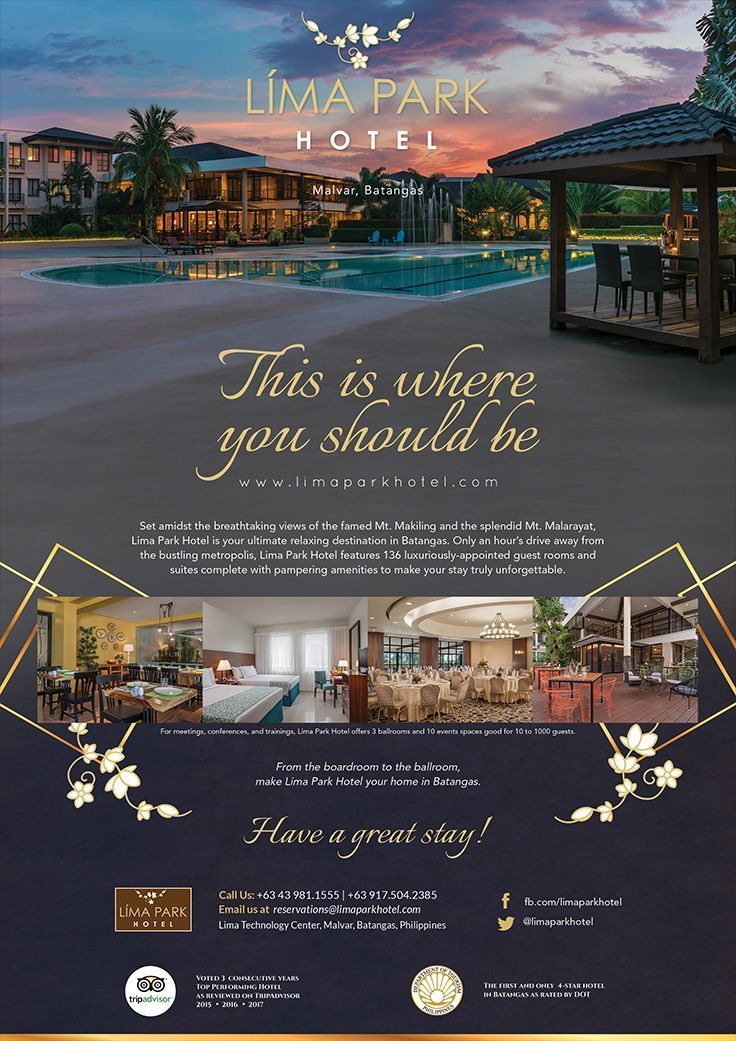 LÍMA PARK
HOTEL
Malvar, Batangas
This is where
you should be
www.limaparkhotel.com
Set amidst the breathtaking views of the famed Mt. Makiling and the splendid Mt. Malarayat,
Lima Park Hotel is your ultimate relaxing destination in Batangas. Only an hour's drive away from
the bustling metropolis, Lima Park Hotel features 136 luxuriously-appointed guest rooms and
suites complete with pampering amenities to make your stay truly unforgettable.
For meetings, conferences, and trainings, Lima Park Hotel offers 3 ballrooms and 10 events spaces good for 10 to 1000 guests.
From the boardroom to the ballroom,
make Lima Park Hotel your home in Batangas.
Have a great stay!
LÍMA PARK
HOTEL
Call Us: +63 43 981.1555 | +63 917.504.2385
Email us at reservations@limaparkhotel.com
Lima Technology Center, Malvar, Batangas, Philippines
fb.com/limaparkhotel
@limaparkhotel
tripadvisor
Voted 3 consecutive years
Top Performing Hotel
as reviewed on TripAdvisor
2015 • 2016 • 2017
DEPARTMENT OF TOURISM
PHILIPPINES
The first and only 4-star hotel
in Batangas as rated by DOT